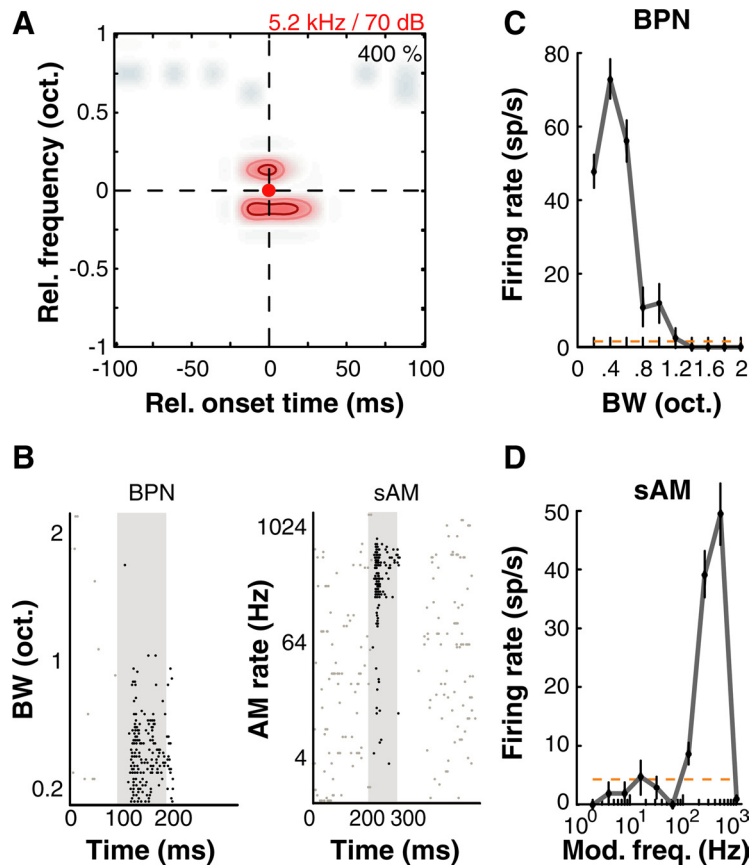 A
5.2 kHz / 70 dB
400 %
Rel. frequency (oct.)
1
0.5
0
-0.5
-1
-100 -50 0 50 100
Rel. onset time (ms)
C
BPN
Firing rate (sp/s)
80
60
40
20
0
0 .4 .8 1.2 1.6 2
BW (oct.)
B
BPN
BW (oct.)
2
1
0.2
0 100 200
Time (ms)
sAM
AM rate (Hz)
1024
64
4
0 200 300
Time (ms)
D
sAM
Firing rate (sp/s)
50
40
30
20
10
0
10^0 10^1 10^2 10^3
Mod. freq. (Hz)